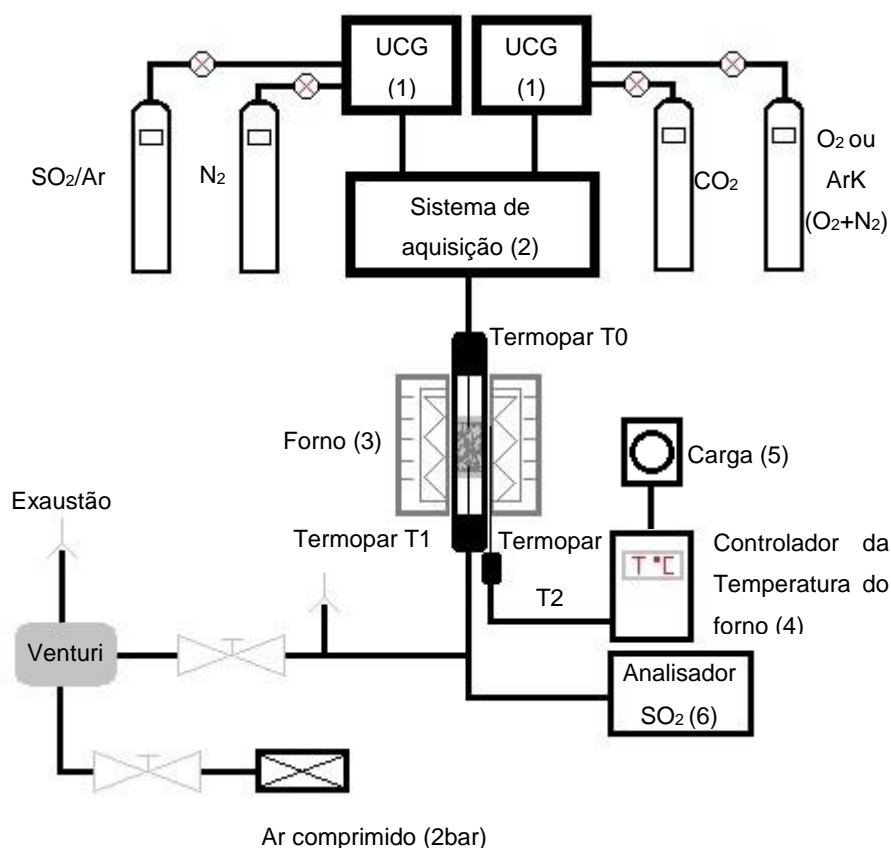 UCG
(1)
UCG
(1)
SO2/Ar
N2
CO2
O2 ou
ArK
(O2+N2)
Sistema de
aquisição (2)
Termopar T0
Forno (3)
Carga (5)
Exaustão
Termopar T1
Termopar
T2
T °C
Controlador da
Temperatura do
forno (4)
Venturi
Analisador
SO2 (6)
Ar comprimido (2bar)